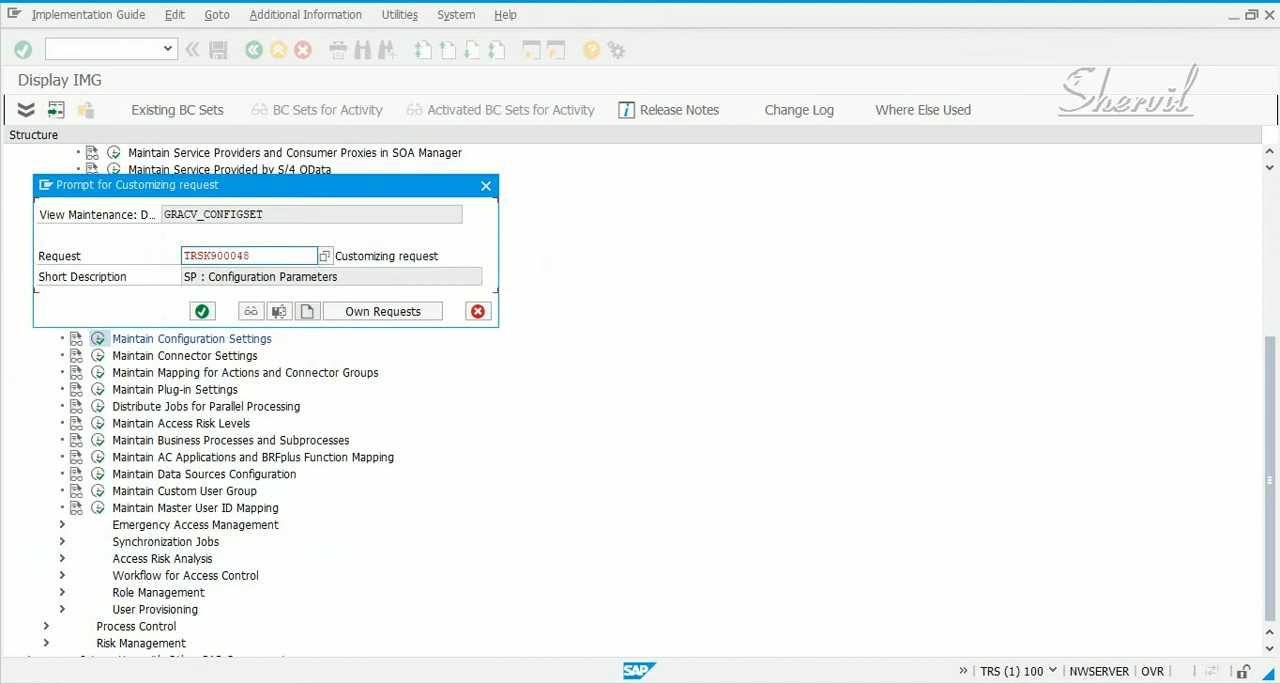 Implementation Guide Edit Goto Additional Information Utilities System Help
Display IMG
Existing BC Sets BC Sets for Activity Activated BC Sets for Activity Release Notes Change Log Where Else Used
Shervil
Structure
Maintain Service Providers and Consumer Proxies in SOA Manager
Maintain Service Provided by S/4 OData
Prompt for Customizing request
View Maintenance: D... GRACV_CONFIGSET
Request TRSK900048 Customizing request
Short Description SP : Configuration Parameters
Own Requests
Maintain Configuration Settings
Maintain Connector Settings
Maintain Mapping for Actions and Connector Groups
Maintain Plug-in Settings
Distribute Jobs for Parallel Processing
Maintain Access Risk Levels
Maintain Business Processes and Subprocesses
Maintain AC Applications and BRFplus Function Mapping
Maintain Data Sources Configuration
Maintain Custom User Group
Maintain Master User ID Mapping
Emergency Access Management
Synchronization Jobs
Access Risk Analysis
Workflow for Access Control
Role Management
User Provisioning
Process Control
Risk Management
SAP TRS (1) 100 NWSERVER OVR